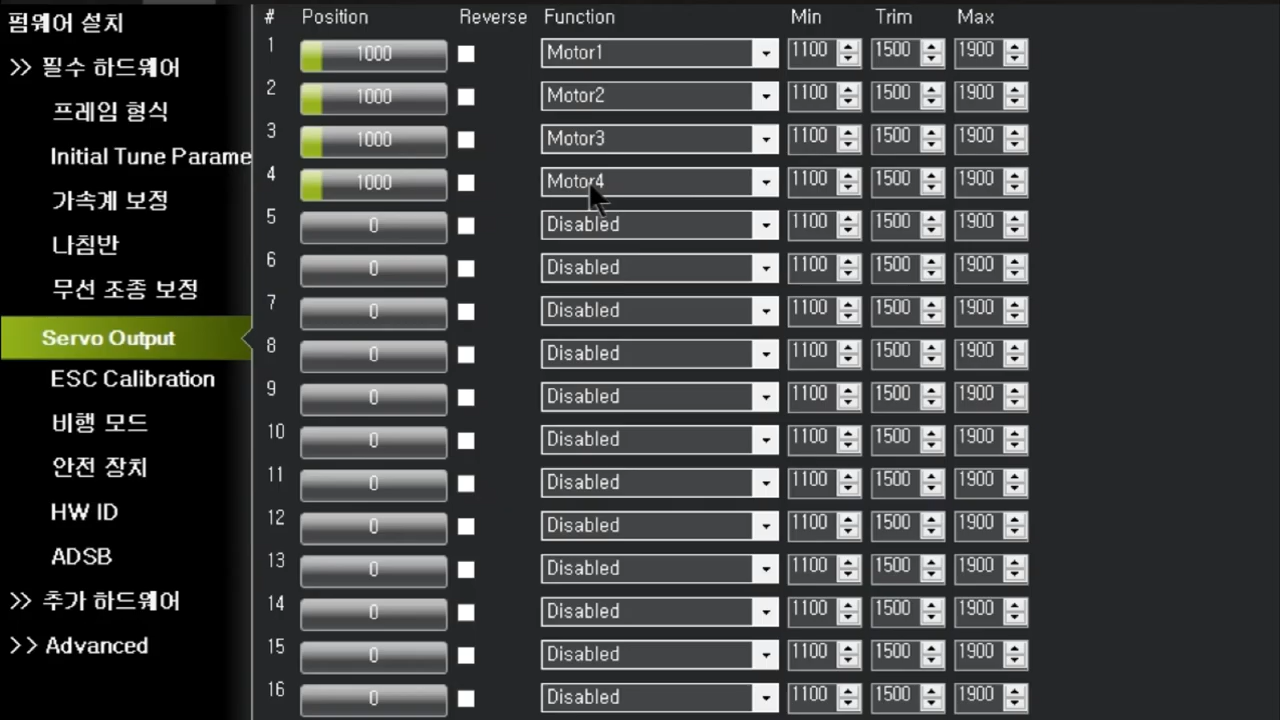 펌웨어 설치
>> 필수 하드웨어
프레임 형식
Initial Tune Parame
가속계 보정
나침반
무선 조종 보정
Servo Output
ESC Calibration
비행 모드
안전 장치
HW ID
ADSB
>> 추가 하드웨어
>> Advanced
# Position Reverse Function Min Trim Max
1 1000 Motor1 1100 1500 1900
2 1000 Motor2 1100 1500 1900
3 1000 Motor3 1100 1500 1900
4 1000 Motor4 1100 1500 1900
5 0 Disabled 1100 1500 1900
6 0 Disabled 1100 1500 1900
7 0 Disabled 1100 1500 1900
8 0 Disabled 1100 1500 1900
9 0 Disabled 1100 1500 1900
10 0 Disabled 1100 1500 1900
11 0 Disabled 1100 1500 1900
12 0 Disabled 1100 1500 1900
13 0 Disabled 1100 1500 1900
14 0 Disabled 1100 1500 1900
15 0 Disabled 1100 1500 1900
16 0 Disabled 1100 1500 1900